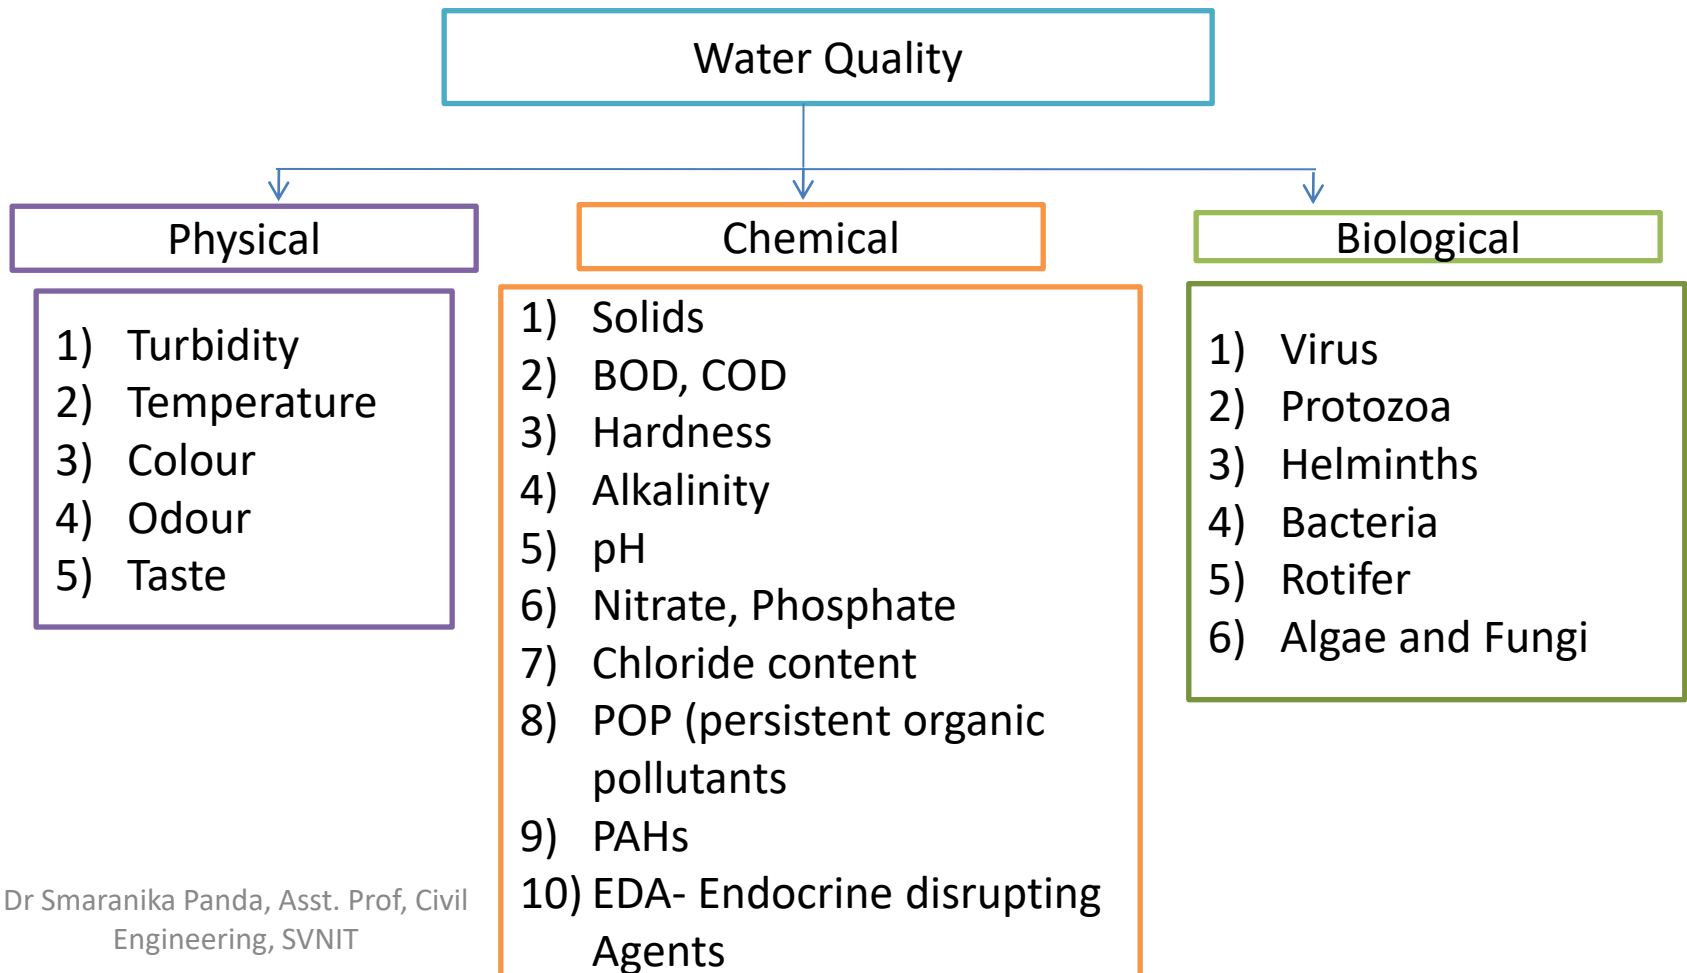 Water Quality
Physical
Chemical
Biological
1) Turbidity
2) Temperature
3) Colour
4) Odour
5) Taste
1) Solids
2) BOD, COD
3) Hardness
4) Alkalinity
5) pH
6) Nitrate, Phosphate
7) Chloride content
8) POP (persistent organic
pollutants
9) PAHs
10) EDA- Endocrine disrupting
Agents
1) Virus
2) Protozoa
3) Helminths
4) Bacteria
5) Rotifer
6) Algae and Fungi
Dr Smaranika Panda, Asst. Prof, Civil
Engineering, SVNIT